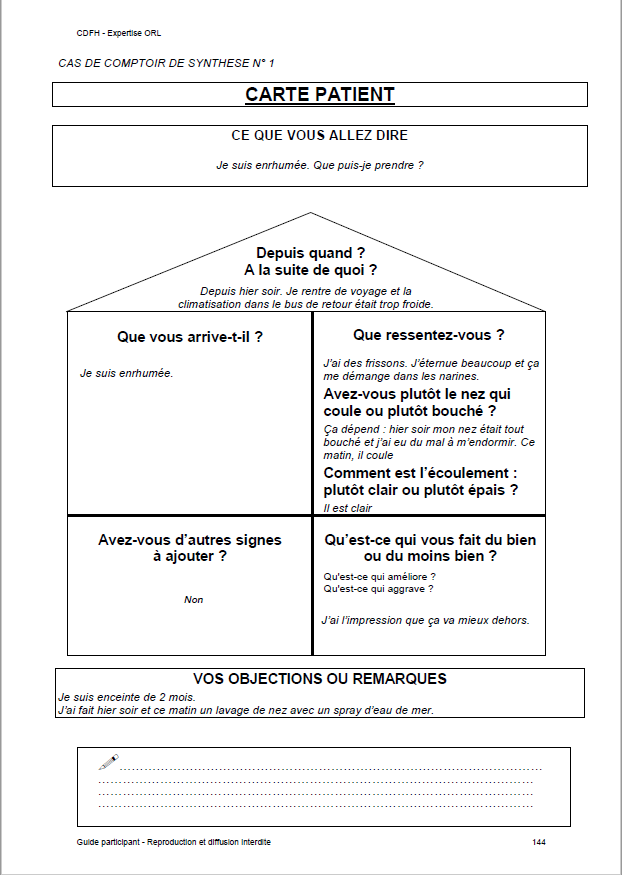 CDFH - Expertise ORL
CAS DE COMPTOIR DE SYNTHESE N° 1
CARTE PATIENT
CE QUE VOUS ALLEZ DIRE
Je suis enrhumée. Que puis-je prendre ?
Depuis quand ?
A la suite de quoi ?
Depuis hier soir. Je rentre de voyage et la
climatisation dans le bus de retour était trop froide.
Que vous arrive-t-il ?
Je suis enrhumée.
Que ressentez-vous ?
J'ai des frissons. J'éternue beaucoup et ça
me démange dans les narines.
Avez-vous plutôt le nez qui
coule ou plutôt bouché ?
Ça dépend : hier soir mon nez était tout
bouché et j'ai eu du mal à m'endormir. Ce
matin, il coule
Comment est l'écoulement :
plutôt clair ou plutôt épais ?
Il est clair
Avez-vous d'autres signes
à ajouter ?
Non
Qu'est-ce qui vous fait du bien
ou du moins bien ?
Qu'est-ce qui améliore ?
Qu'est-ce qui aggrave ?
J'ai l'impression que ça va mieux dehors.
VOS OBJECTIONS OU REMARQUES
Je suis enceinte de 2 mois.
J'ai fait hier soir et ce matin un lavage de nez avec un spray d'eau de mer.
Guide participant - Reproduction et diffusion interdite
144